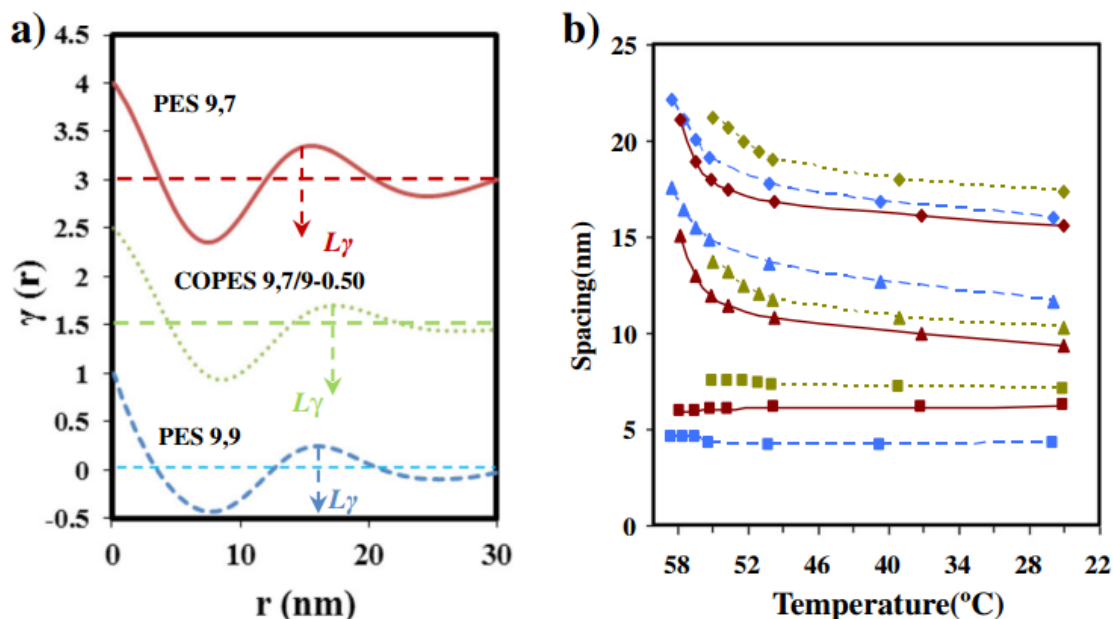 a)
4.5
4
3.5
3
2.5
2
1.5
1
0.5
0
-0.5
γ (r)
PES 9,7
Lγ
COPES 9,7/9-0.50
Lγ
PES 9,9
Lγ
0 10 20 30
r (nm)
b)
25
20
15
10
5
0
Spacing(nm)
58 52 46 40 34 28 22
Temperature(ºC)